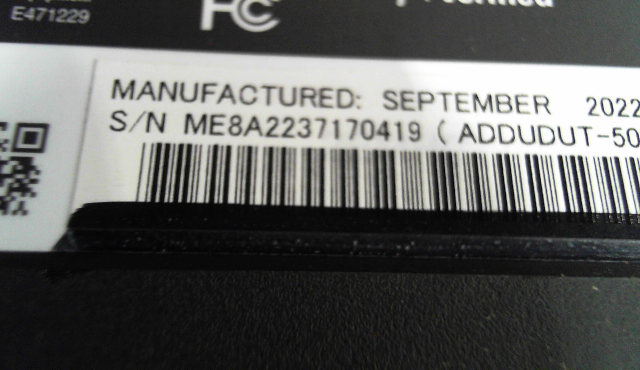 E471229
FC
MANUFACTURED: SEPTEMBER 2022
S/N ME8A2237170419 ( ADDUDUT-50